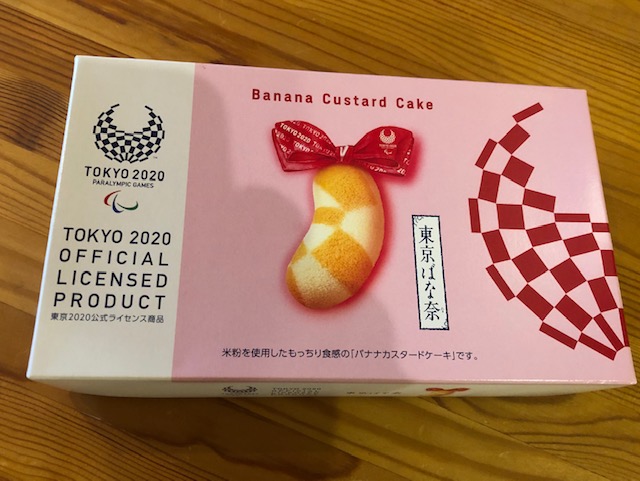 TOKYO 2020
PARALYMPIC GAMES
TOKYO 2020
OFFICIAL
LICENSED
PRODUCT
東京2020公式ライセンス商品
Banana Custard Cake
TOKYO 2020
東京ばな奈
米粉を使用したもっちり食感の「バナナカスタードケーキ」です。